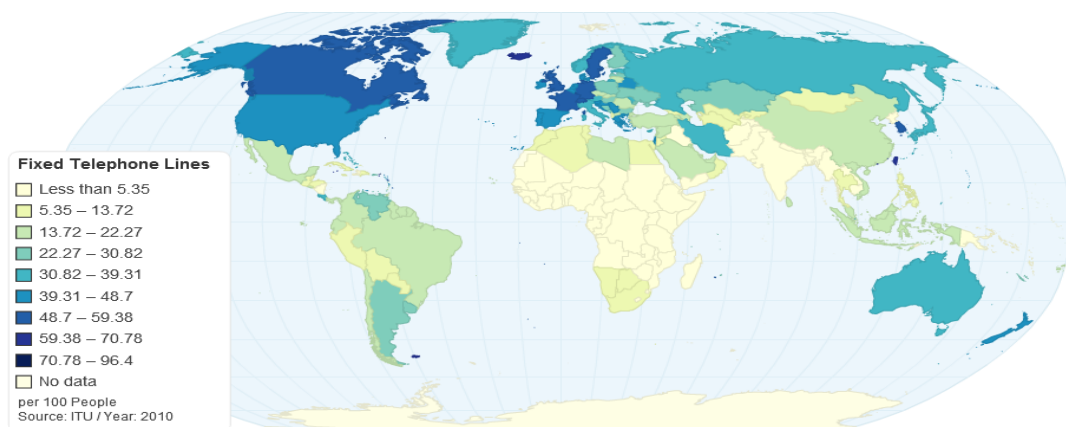 Fixed Telephone Lines
Less than 5.35
5.35 – 13.72
13.72 – 22.27
22.27 – 30.82
30.82 – 39.31
39.31 – 48.7
48.7 – 59.38
59.38 – 70.78
70.78 – 96.4
No data
per 100 People
Source: ITU / Year: 2010